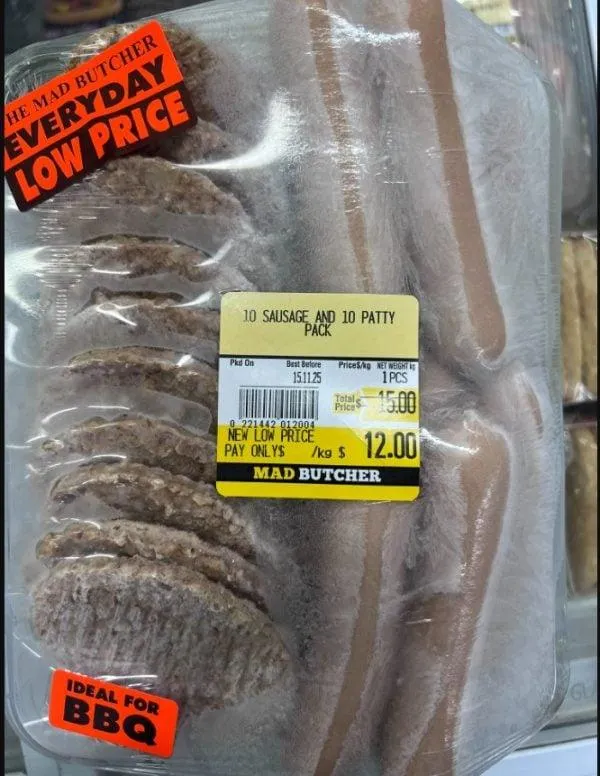 HE MAD BUTCHER
EVERYDAY
LOW PRICE
10 SAUSAGE AND 10 PATTY
PACK
Pkd On Best Before Price$/kg NET WEIGHT kg
15.11.25 1 PCS
Total Price $ 15.00
0 221442 012004
NEW LOW PRICE
PAY ONLY$ /kg $ 12.00
MAD BUTCHER
IDEAL FOR
BBQ